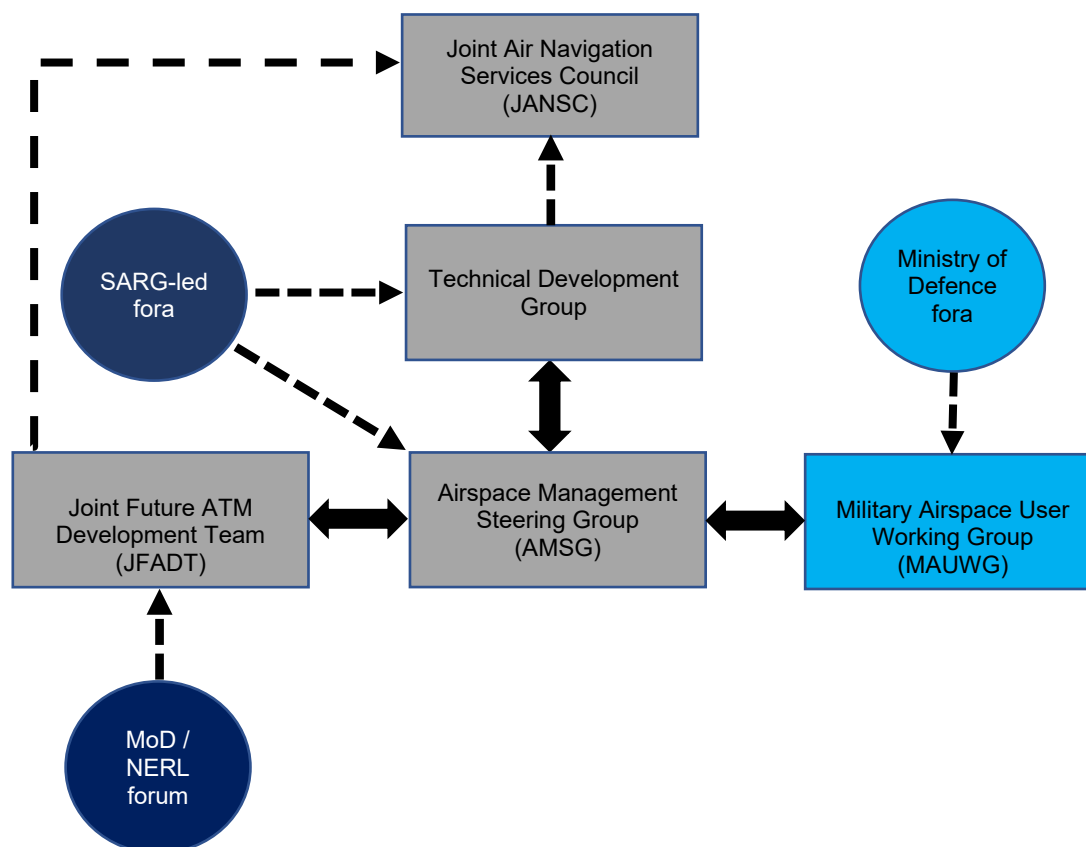 Joint Air Navigation
Services Council
(JANSC)
SARG-led
fora
Technical Development
Group
Ministry of
Defence
fora
Joint Future ATM
Development Team
(JFADT)
Airspace Management
Steering Group
(AMSG)
Military Airspace User
Working Group
(MAUWG)
MoD /
NERL
forum